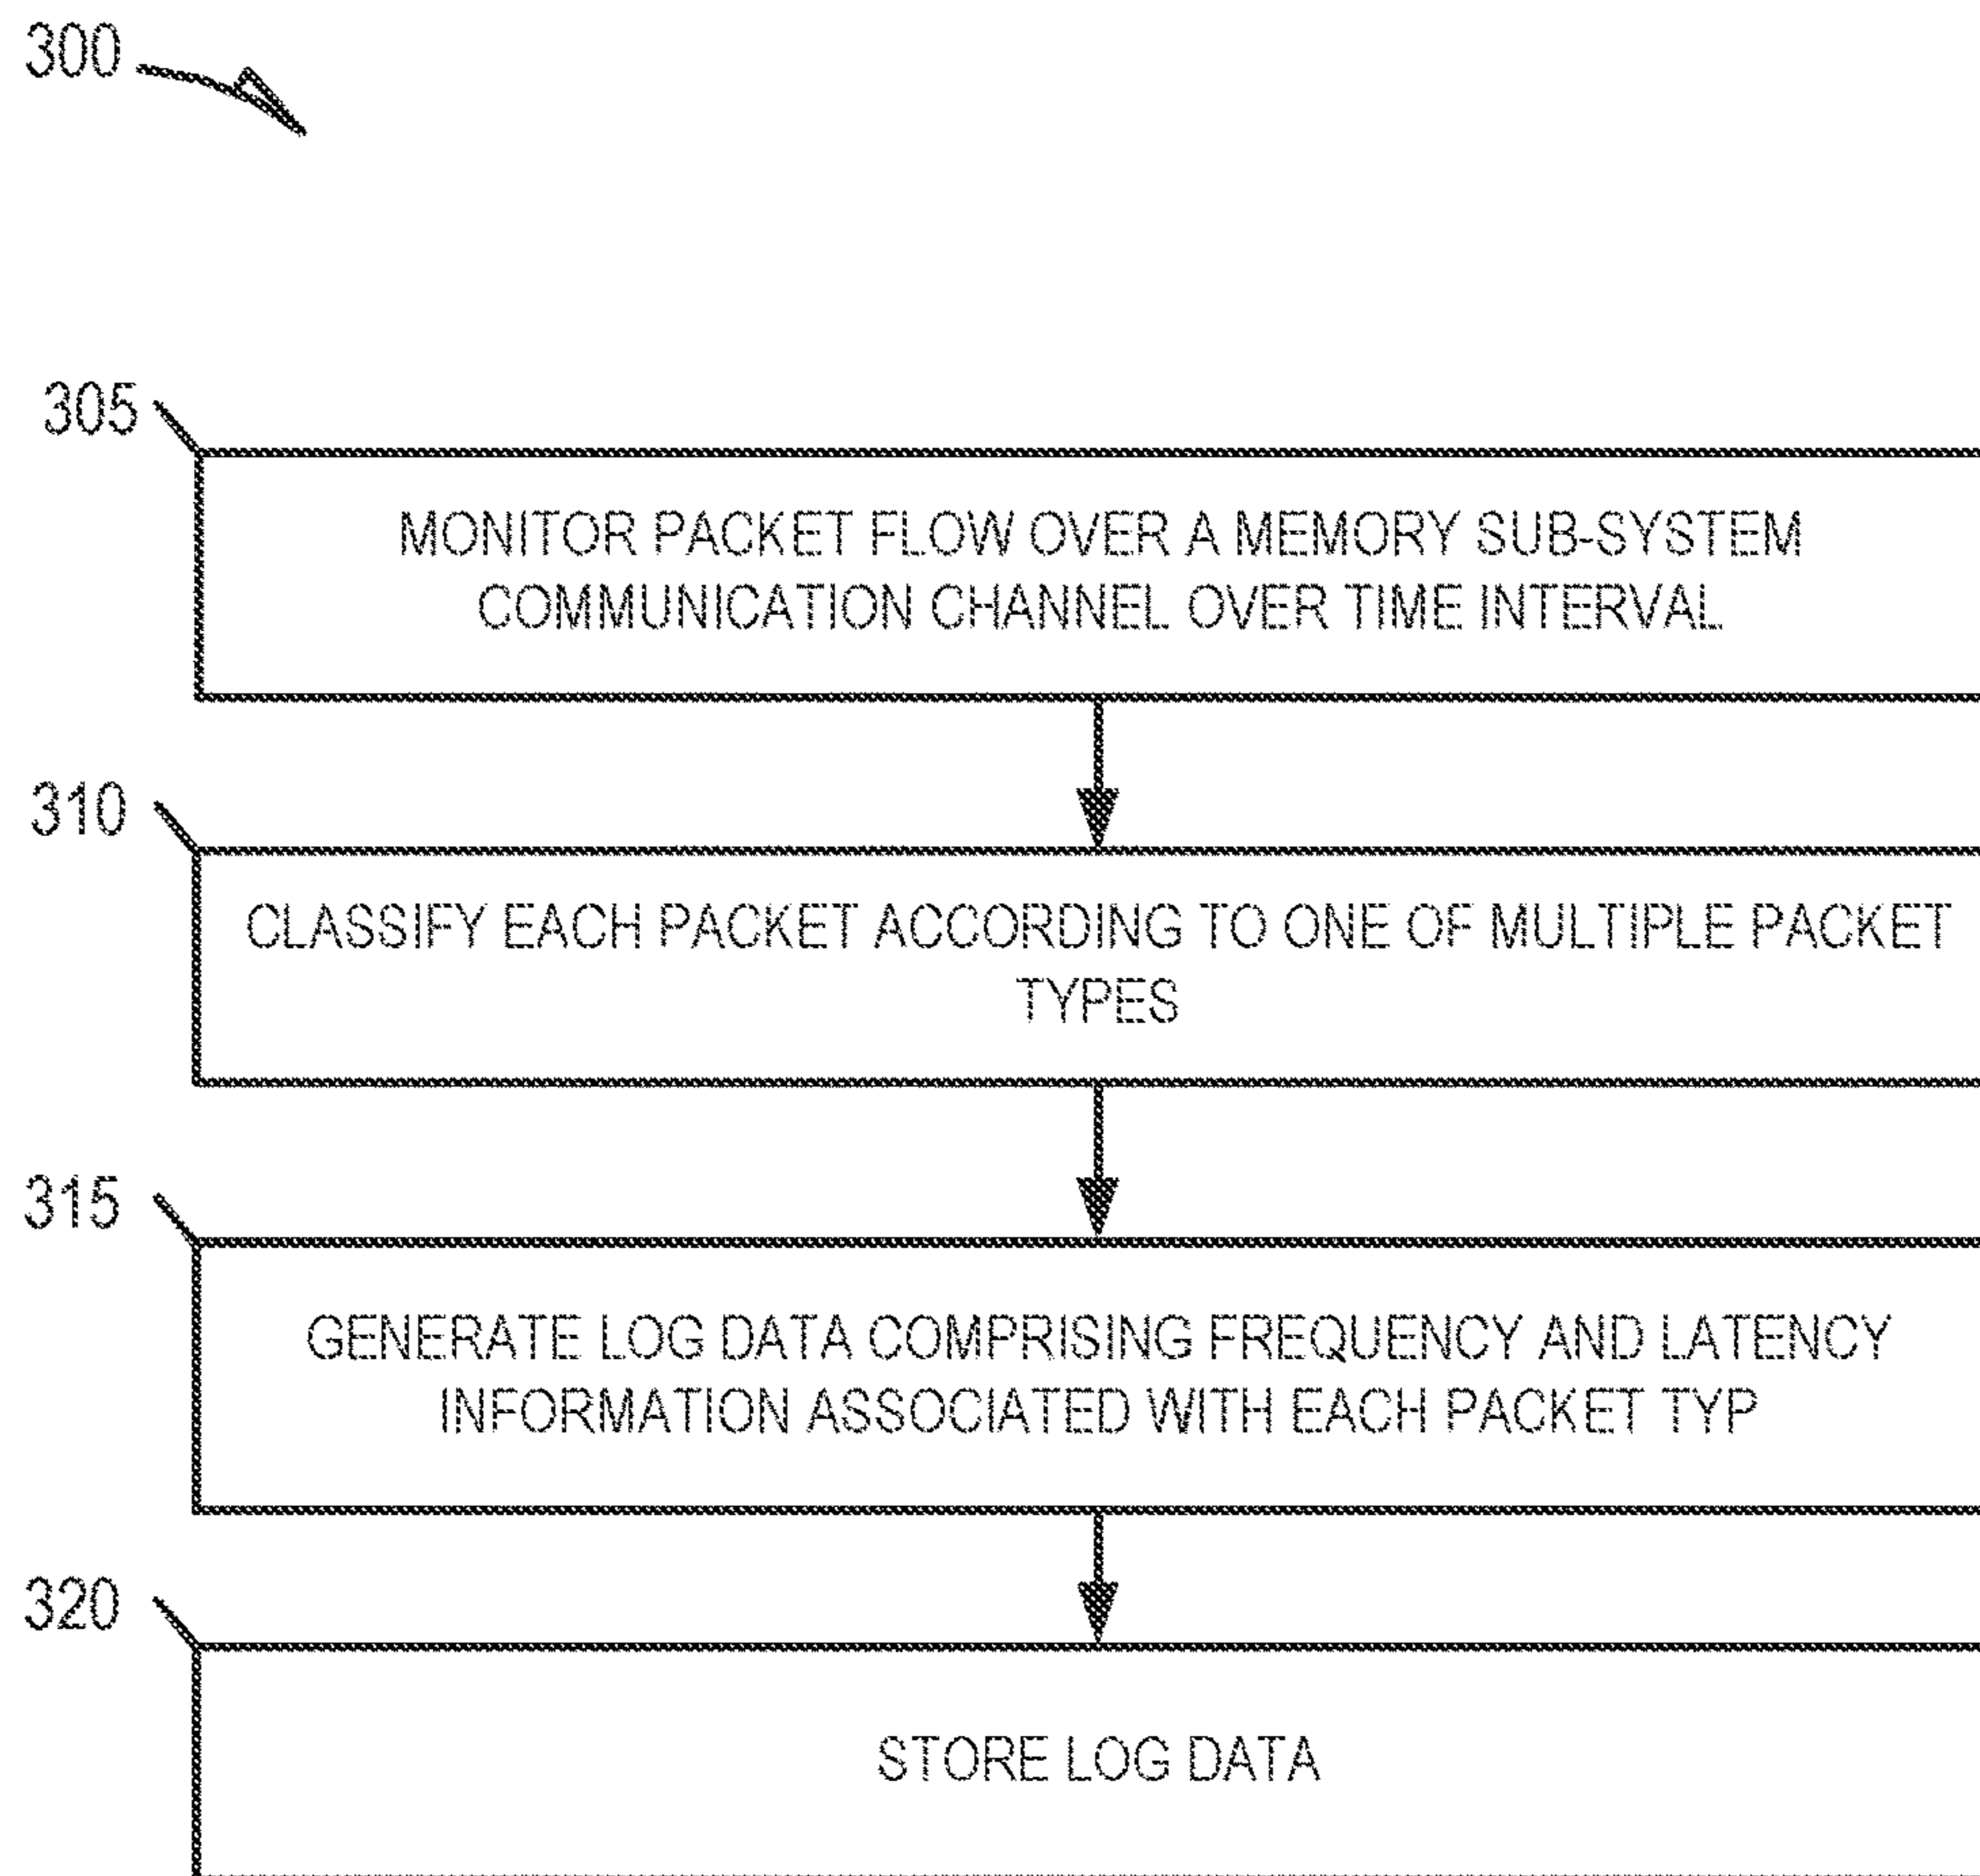 300
305
MONITOR PACKET FLOW OVER A MEMORY SUB-SYSTEM
COMMUNICATION CHANNEL OVER TIME INTERVAL
310
CLASSIFY EACH PACKET ACCORDING TO ONE OF MULTIPLE PACKET
TYPES
315
GENERATE LOG DATA COMPRISING FREQUENCY AND LATENCY
INFORMATION ASSOCIATED WITH EACH PACKET TYP
320
STORE LOG DATA